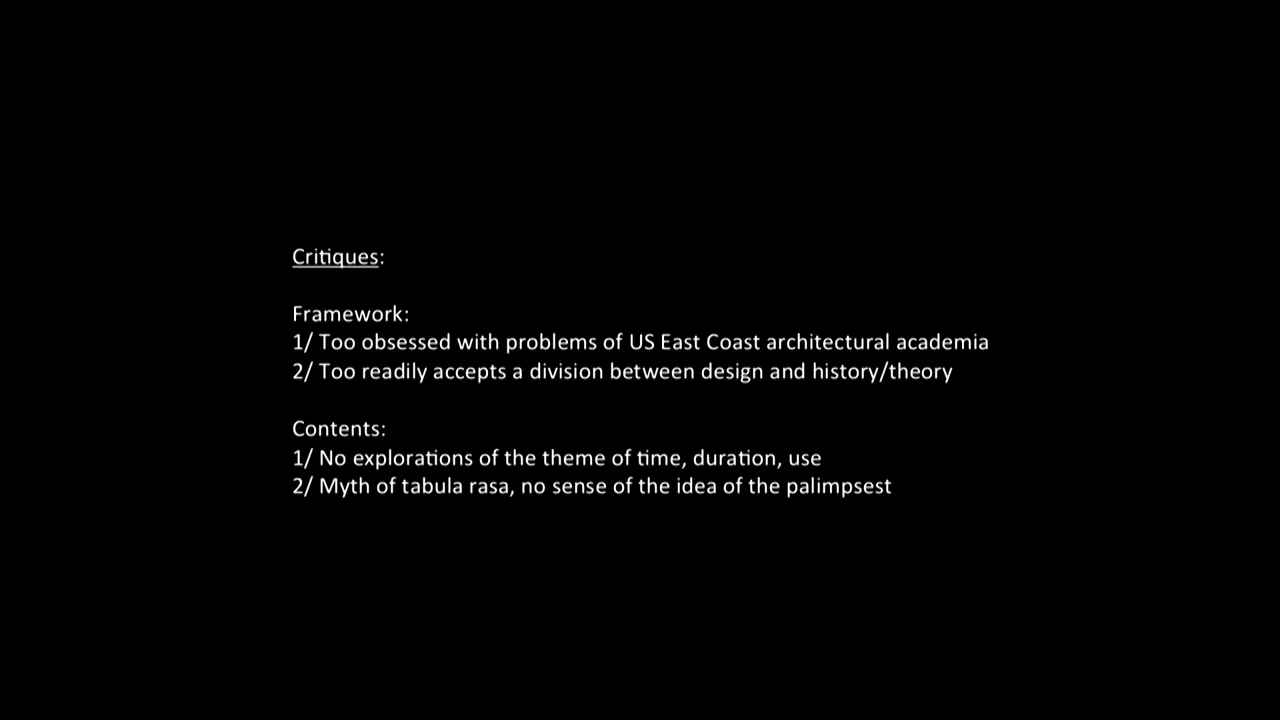 Critiques:
Framework:
1/ Too obsessed with problems of US East Coast architectural academia
2/ Too readily accepts a division between design and history/theory
Contents:
1/ No explorations of the theme of time, duration, use
2/ Myth of tabula rasa, no sense of the idea of the palimpsest